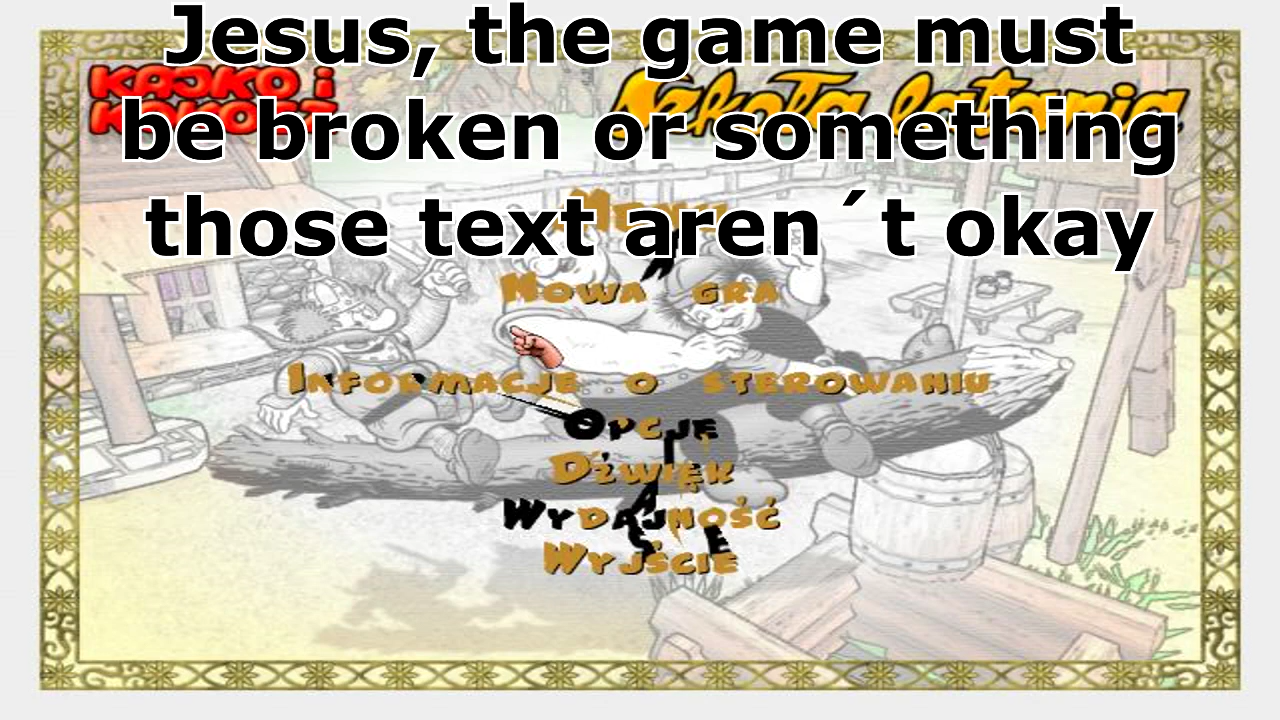 Jesus, the game must
be broken or something
those text aren´t okay
Kajko i
Kokosz
Szkoła latania
Menu
Nowa gra
Informacje o sterowaniu
Opcje
Dźwięk
Wydajność
Wyjście